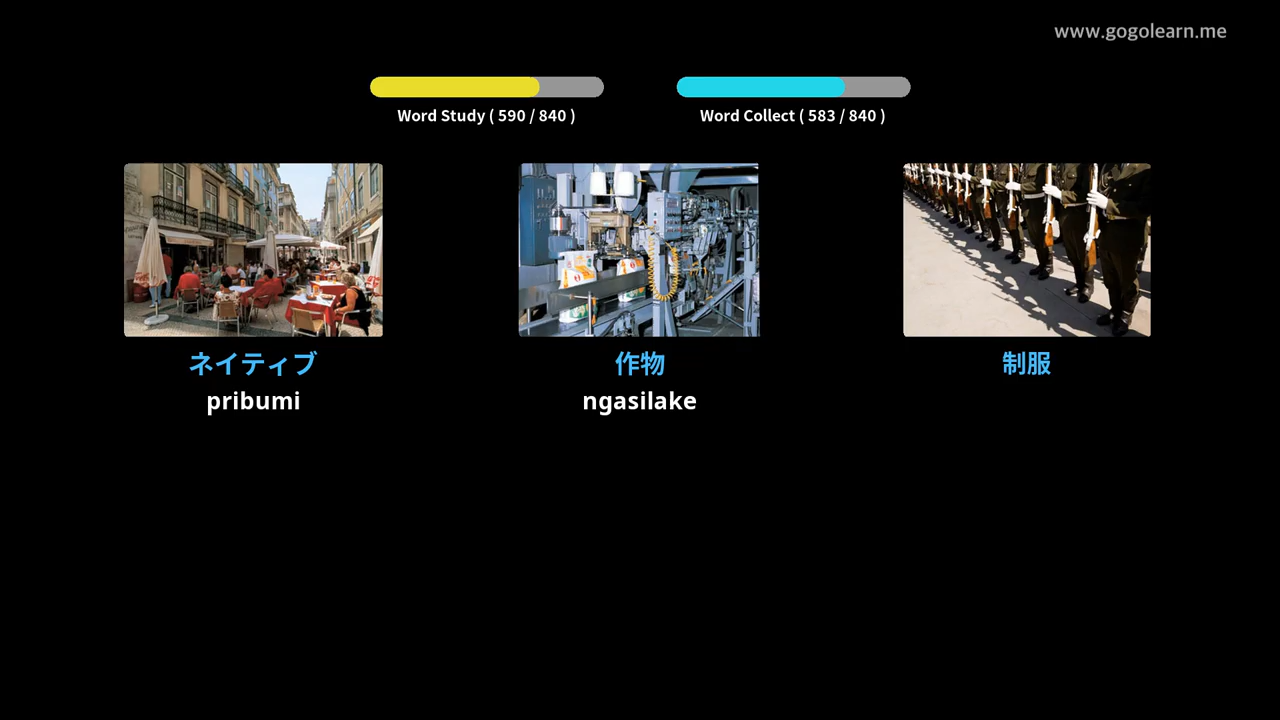 www.gogolearn.me
Word Study ( 590 / 840 )
Word Collect ( 583 / 840 )
ネイティブ
pribumi
作物
ngasilake
制服